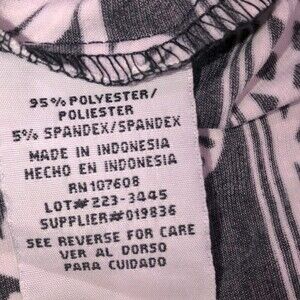 95% POLYESTER/
POLIESTER
5% SPANDEX/SPANDEX
MADE IN INDONESIA
HECHO EN INDONESIA
RN107608
LOT#223-3445
SUPPLIER#019836
SEE REVERSE FOR CARE
VER AL DORSO
PARA CUIDADO